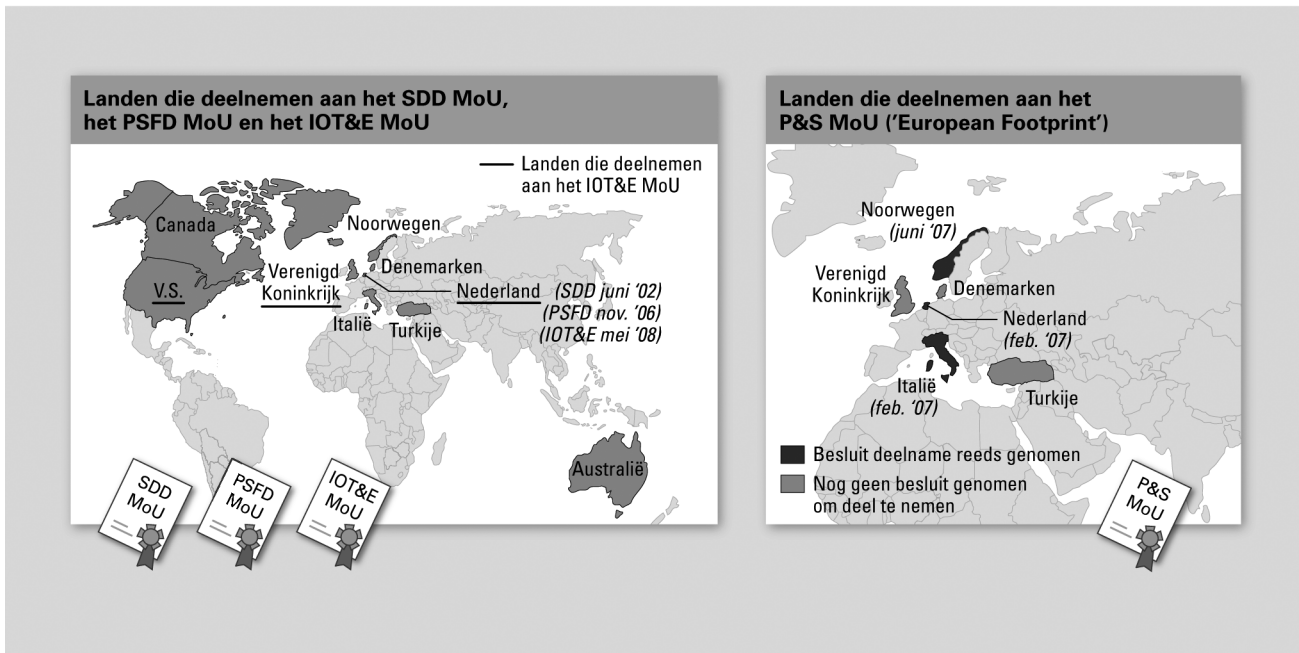 Landen die deelnemen aan het SDD MoU,
het PSFD MoU en het IOT&E MoU
Landen die deelnemen
aan het IOT&E MoU
Canada
V.S.
Noorwegen
Verenigd
Koninkrijk
Denemarken
Nederland
(SDD juni ‘02)
(PSFD nov. ‘06)
(IOT&E mei ‘08)
Italië
Turkije
Australië
SDD
MoU
PSFD
MoU
IOT&E
MoU
Landen die deelnemen aan het
P&S MoU (’European Footprint’)
Noorwegen
(juni ‘07)
Verenigd
Koninkrijk
Denemarken
Nederland
(feb. ‘07)
Italië
(feb. ‘07)
Turkije
Besluit deelname reeds genomen
Nog geen besluit genomen
om deel te nemen
P&S
MoU